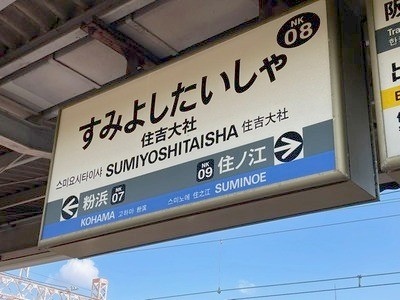 NK
08
すみよしたいしゃ
住吉大社
스미요시타이샤 SUMIYOSHITAISHA 住吉大社
粉浜 NK 07
NK 09 住ノ江
KOHAMA
SUMINOE